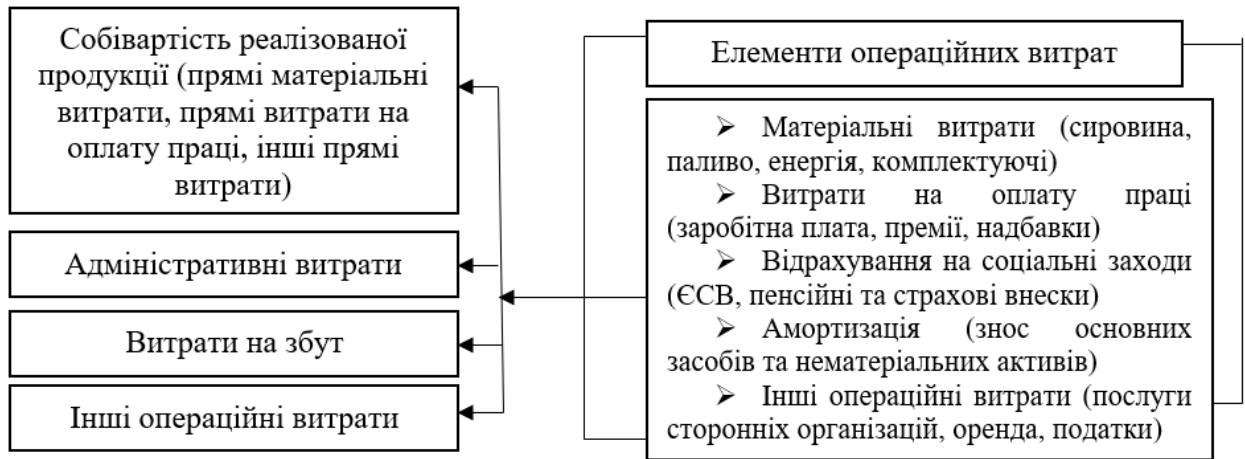 Собівартість реалізованої
продукції (прямі матеріальні
витрати, прямі витрати на
оплату праці, інші прямі
витрати)
Адміністративні витрати
Витрати на збут
Інші операційні витрати
Елементи операційних витрат
➢ Матеріальні витрати (сировина,
паливо, енергія, комплектуючі)
➢ Витрати на оплату праці
(заробітна плата, премії, надбавки)
➢ Відрахування на соціальні заходи
(ЄСВ, пенсійні та страхові внески)
➢ Амортизація (знос основних
засобів та нематеріальних активів)
➢ Інші операційні витрати (послуги
сторонніх організацій, оренда, податки)